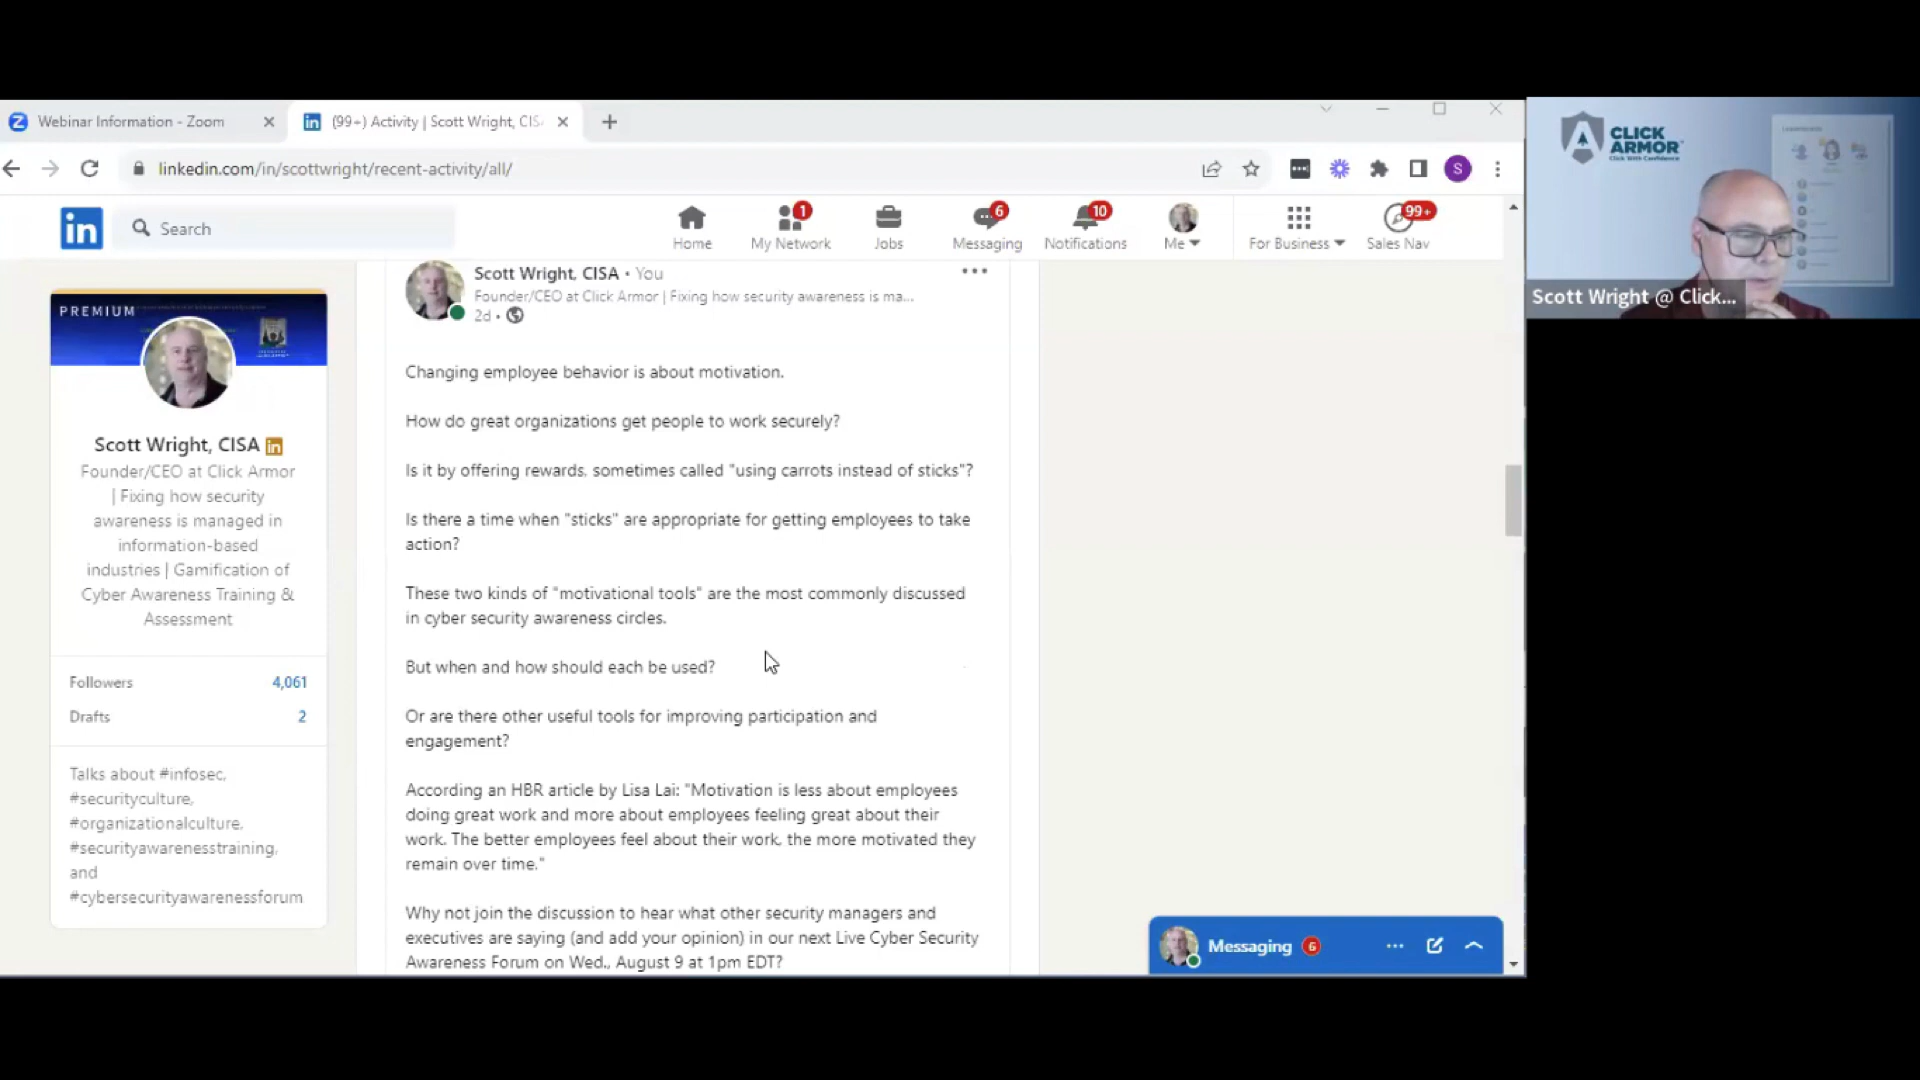 Webinar Information - Zoom
(99+) Activity | Scott Wright, CIS
linkedin.com/in/scottwright/recent-activity/all/
S
in
Search
Home
1
My Network
Jobs
6
Messaging
10
Notifications
Me
For Business
99+
Sales Nav
PREMIUM
Scott Wright, CISA
Founder/CEO at Click Armor
| Fixing how security
awareness is managed in
information-based
industries | Gamification of
Cyber Awareness Training &
Assessment
Followers 4,061
Drafts 2
Talks about #infosec,
#securityculture,
#organizationalculture,
#securityawarenesstraining,
and
#cybersecurityawarenessforum
Scott Wright, CISA • You
Founder/CEO at Click Armor | Fixing how security awareness is ma...
2d •
Changing employee behavior is about motivation.
How do great organizations get people to work securely?
Is it by offering rewards, sometimes called "using carrots instead of sticks"?
Is there a time when "sticks" are appropriate for getting employees to take
action?
These two kinds of "motivational tools" are the most commonly discussed
in cyber security awareness circles.
But when and how should each be used?
Or are there other useful tools for improving participation and
engagement?
According an HBR article by Lisa Lai: "Motivation is less about employees
doing great work and more about employees feeling great about their
work. The better employees feel about their work, the more motivated they
remain over time."
Why not join the discussion to hear what other security managers and
executives are saying (and add your opinion) in our next Live Cyber Security
Awareness Forum on Wed., August 9 at 1pm EDT?
Messaging 6
CLICK
ARMOR
Click With Confidence
Scott Wright @ Click...